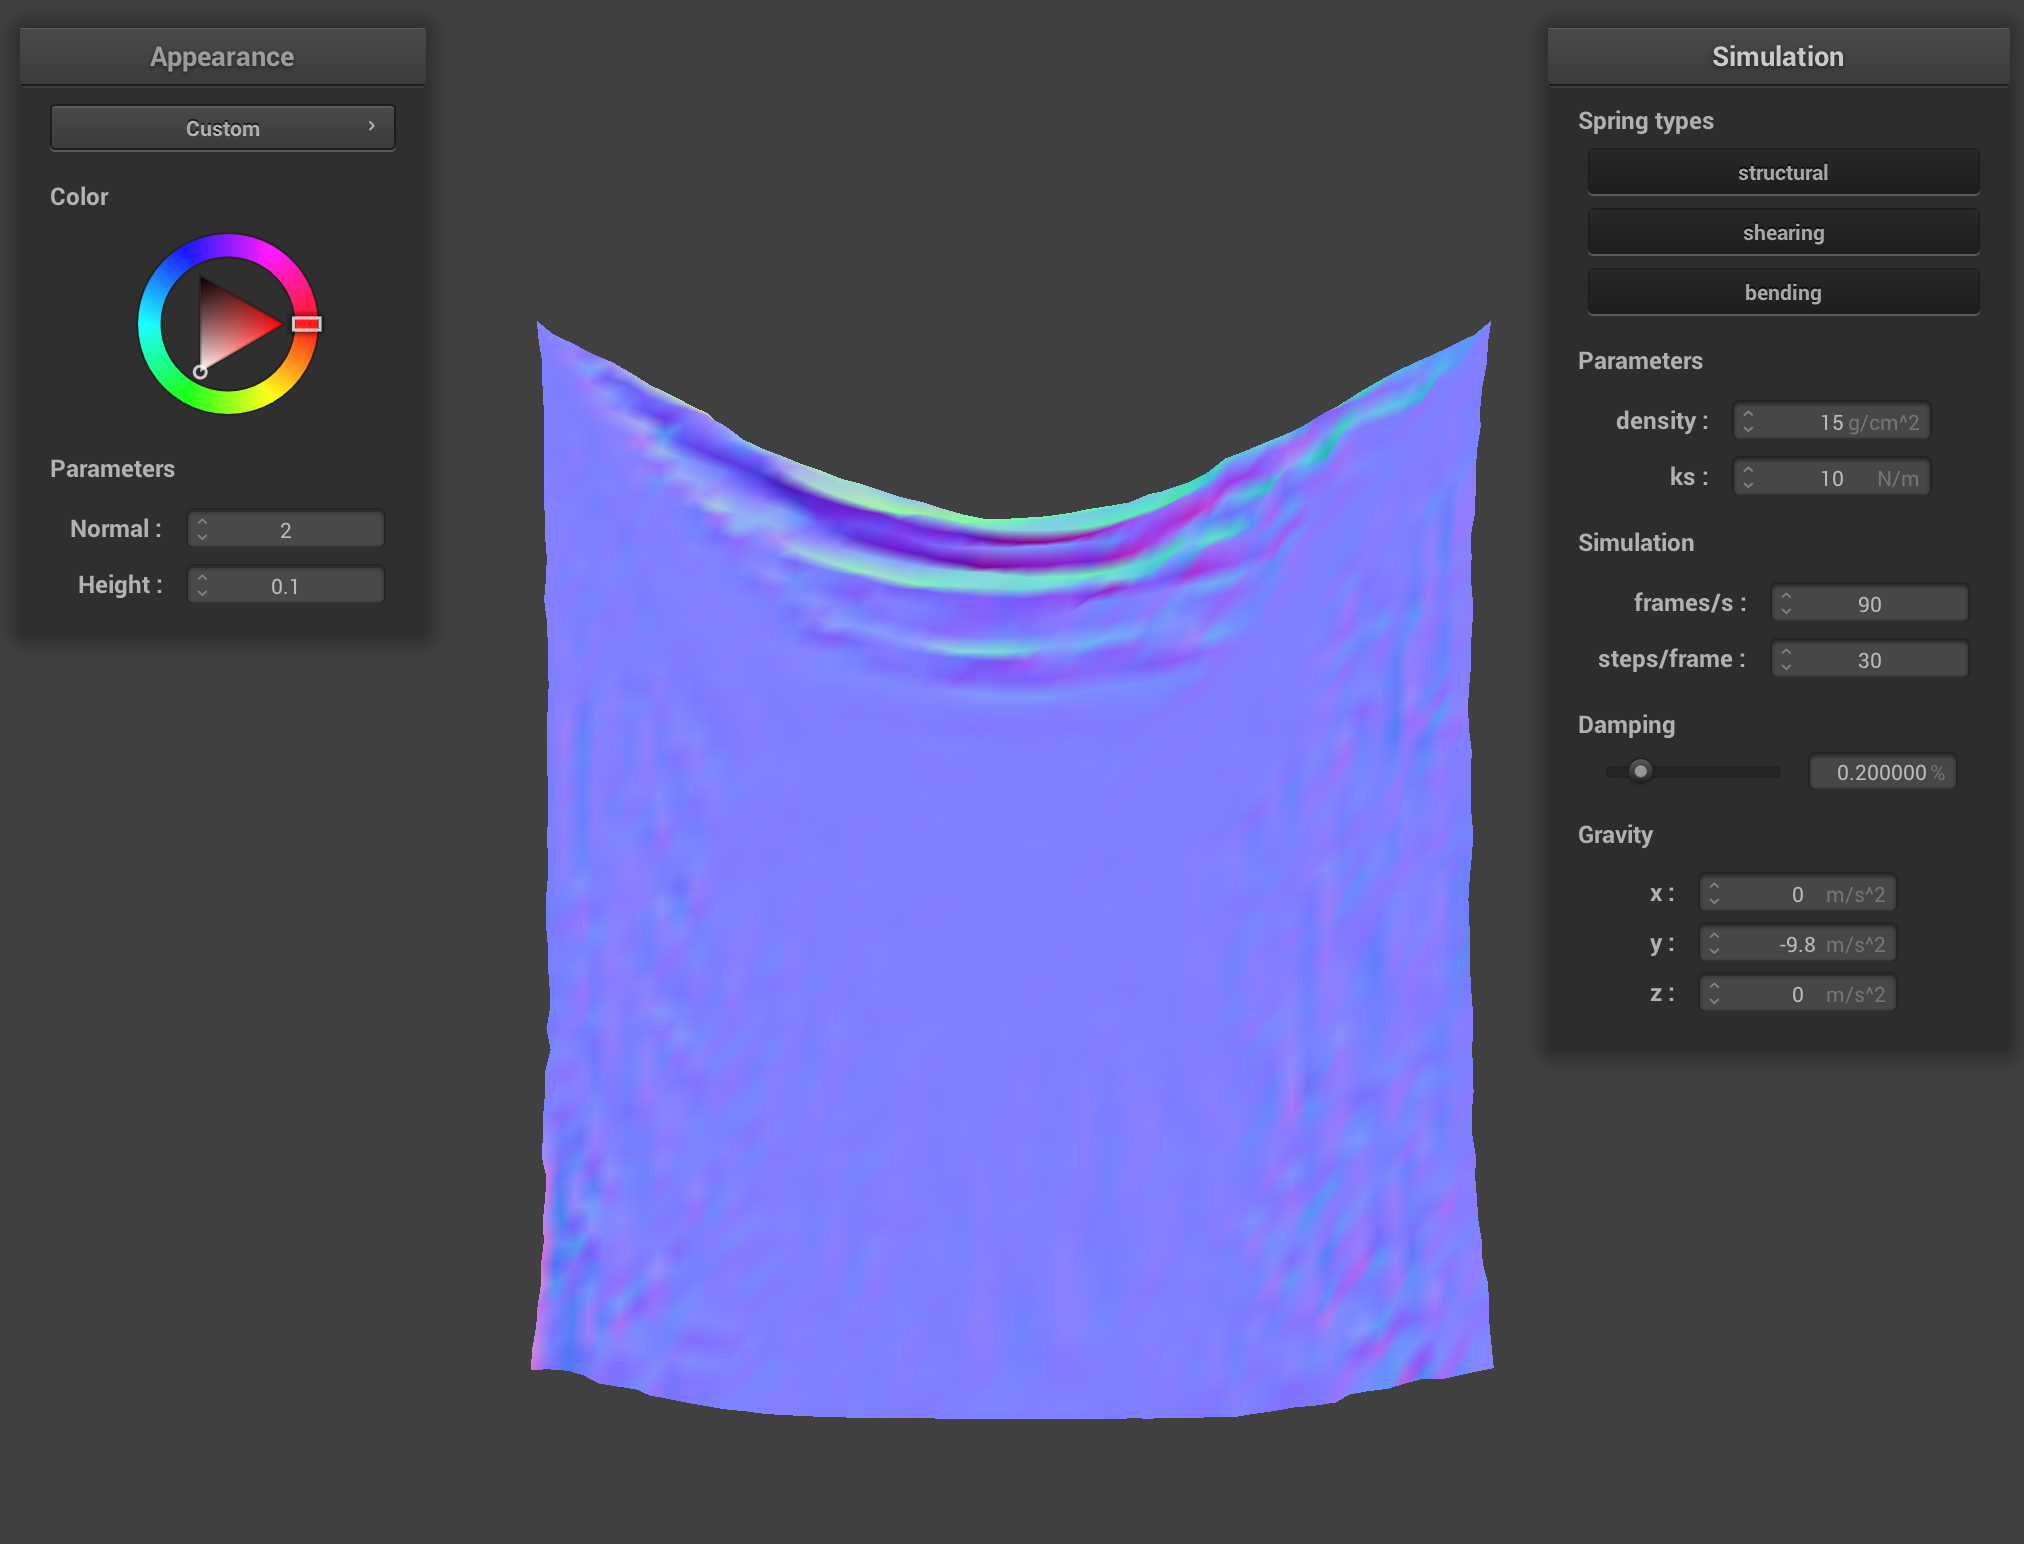 Appearance
Custom
Color
Parameters
Normal : 2
Height : 0.1
Simulation
Spring types
structural
shearing
bending
Parameters
density : 15 g/cm^2
ks : 10 N/m
Simulation
frames/s : 90
steps/frame : 30
Damping
0.200000 %
Gravity
x : 0 m/s^2
y : -9.8 m/s^2
z : 0 m/s^2